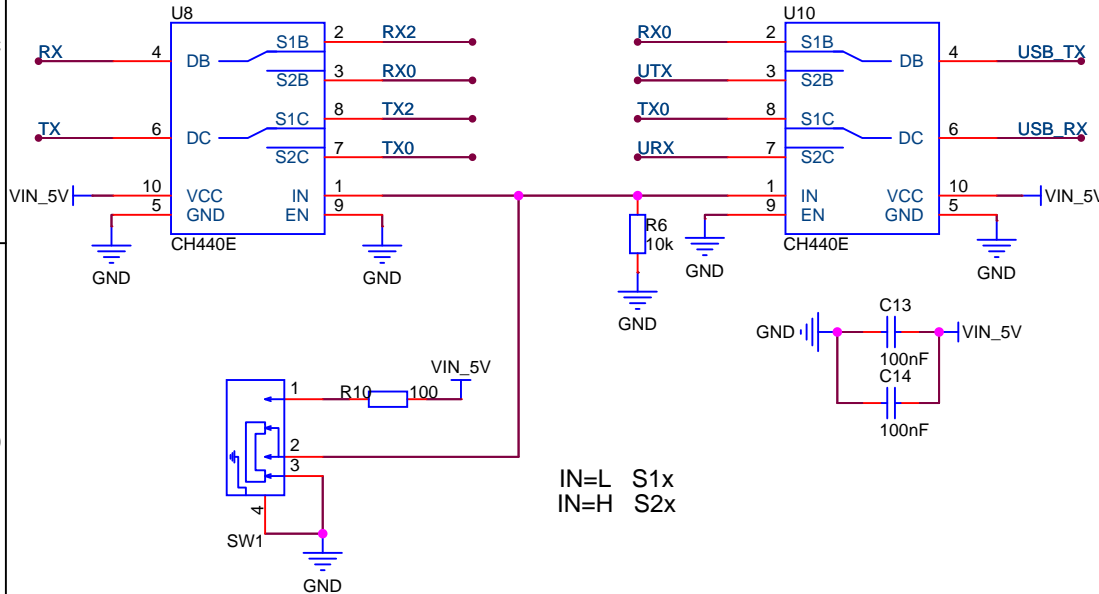 U8
RX 4 DB S1B 2 RX2
S2B 3 RX0
S1C 8 TX2
TX 6 DC S2C 7 TX0
VIN_5V 10 VCC IN 1
5 GND EN 9
CH440E
GND
GND
U10
RX0 2 S1B DB 4 USB_TX
UTX 3 S2B
TX0 8 S1C
URX 7 S2C DC 6 USB_RX
1 IN VCC 10 VIN_5V
9 EN GND 5
CH440E
GND
GND
R6
10k
GND
C13
GND VIN_5V
100nF
C14
100nF
VIN_5V
1 R10 100
2
3
4
SW1
GND
IN=L S1x
IN=H S2x